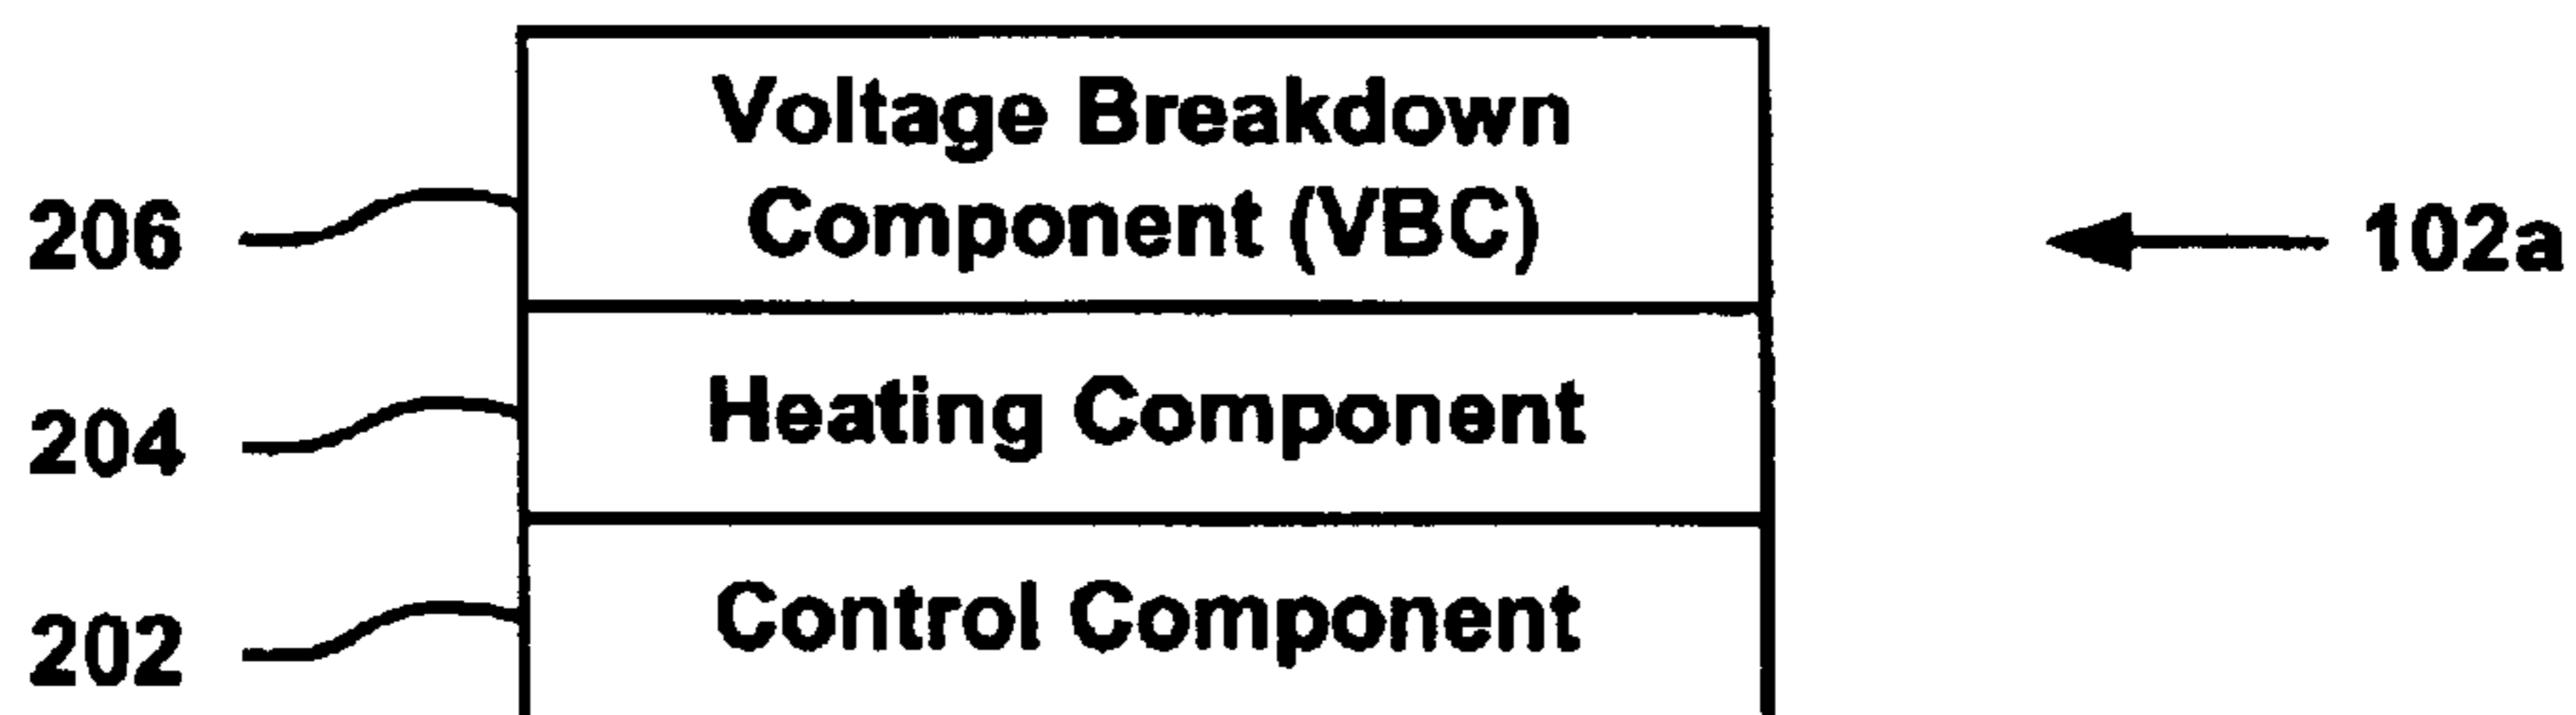 Voltage Breakdown
Component (VBC)
206
102a
Heating Component
204
Control Component
202